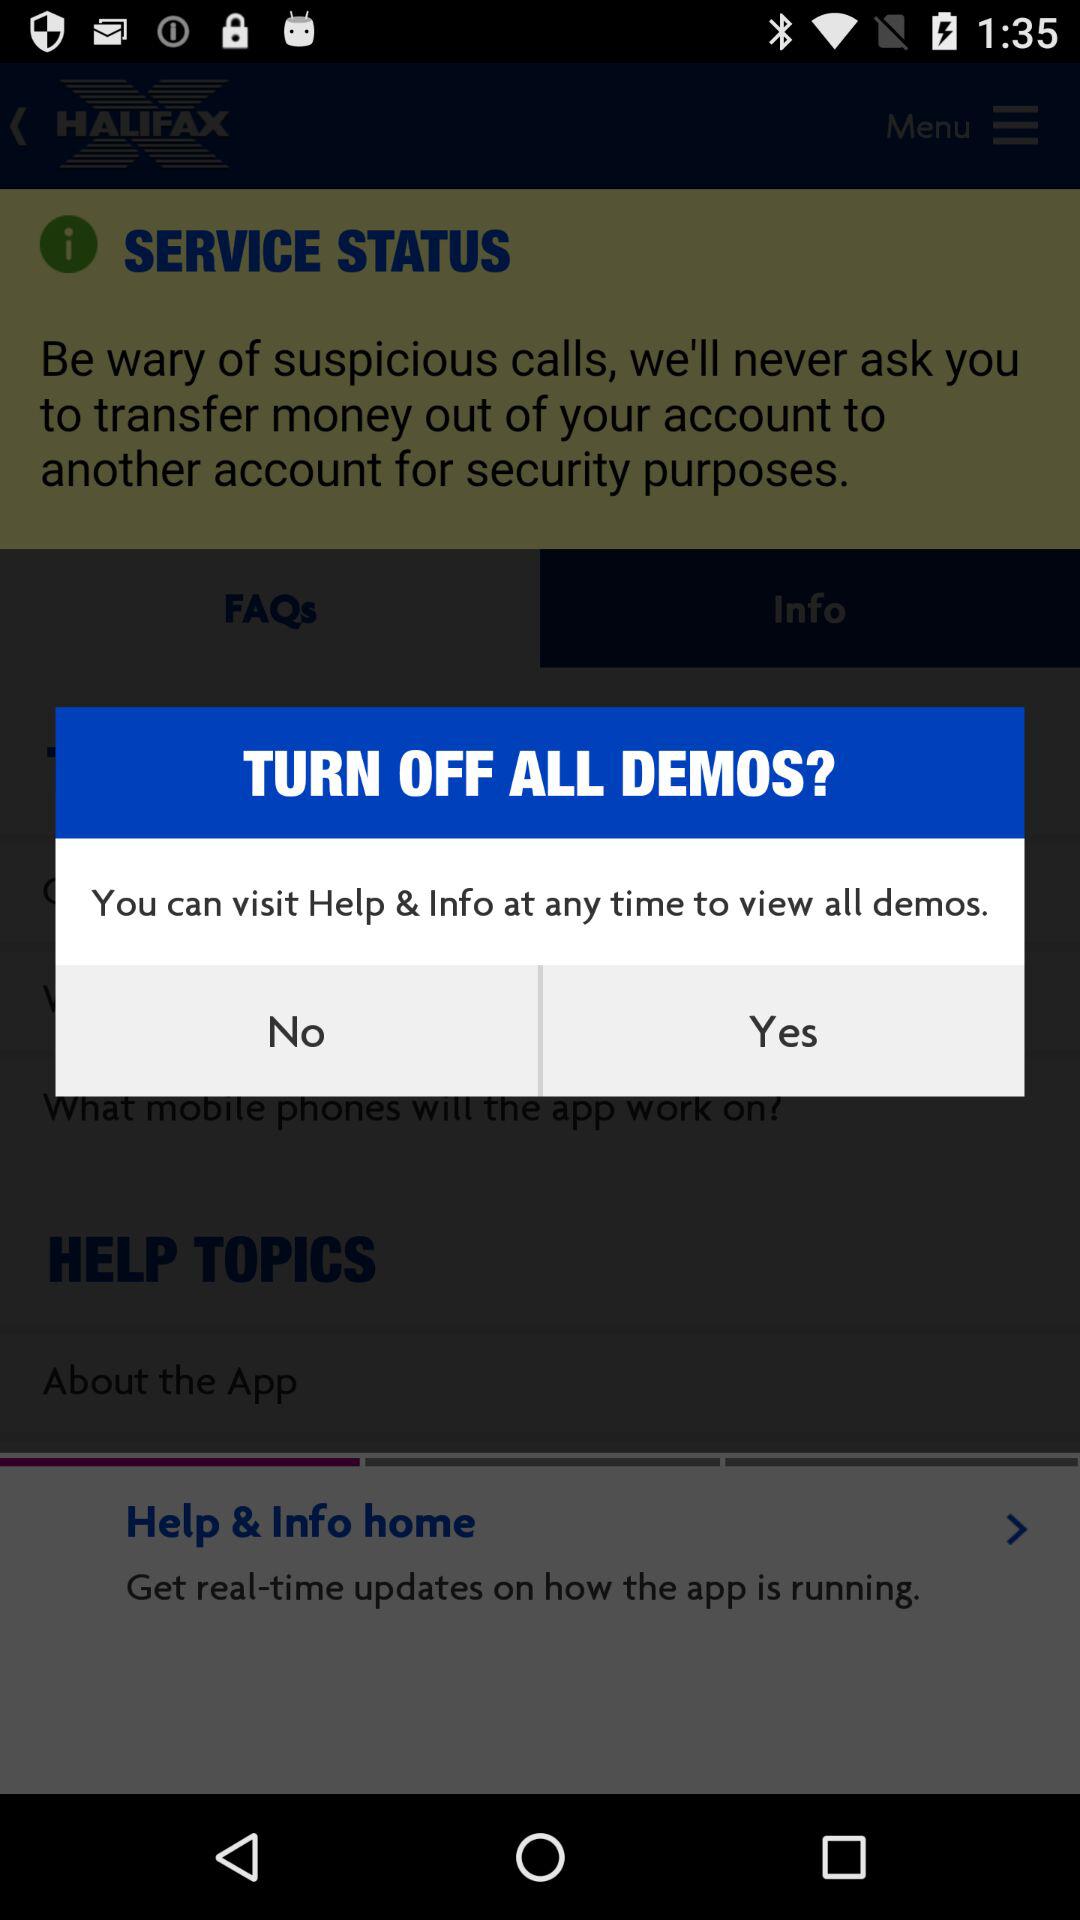 1:35
HALIFAX
Menu
SERVICE STATUS
Be wary of suspicious calls, we'll never ask you
to transfer money out of your account to
another account for security purposes.
FAQs
Info
TURN OFF ALL DEMOS?
You can visit Help & Info at any time to view all demos.
No
Yes
What mobile phones will the app work on?
HELP TOPICS
About the App
Help & Info home
Get real-time updates on how the app is running.